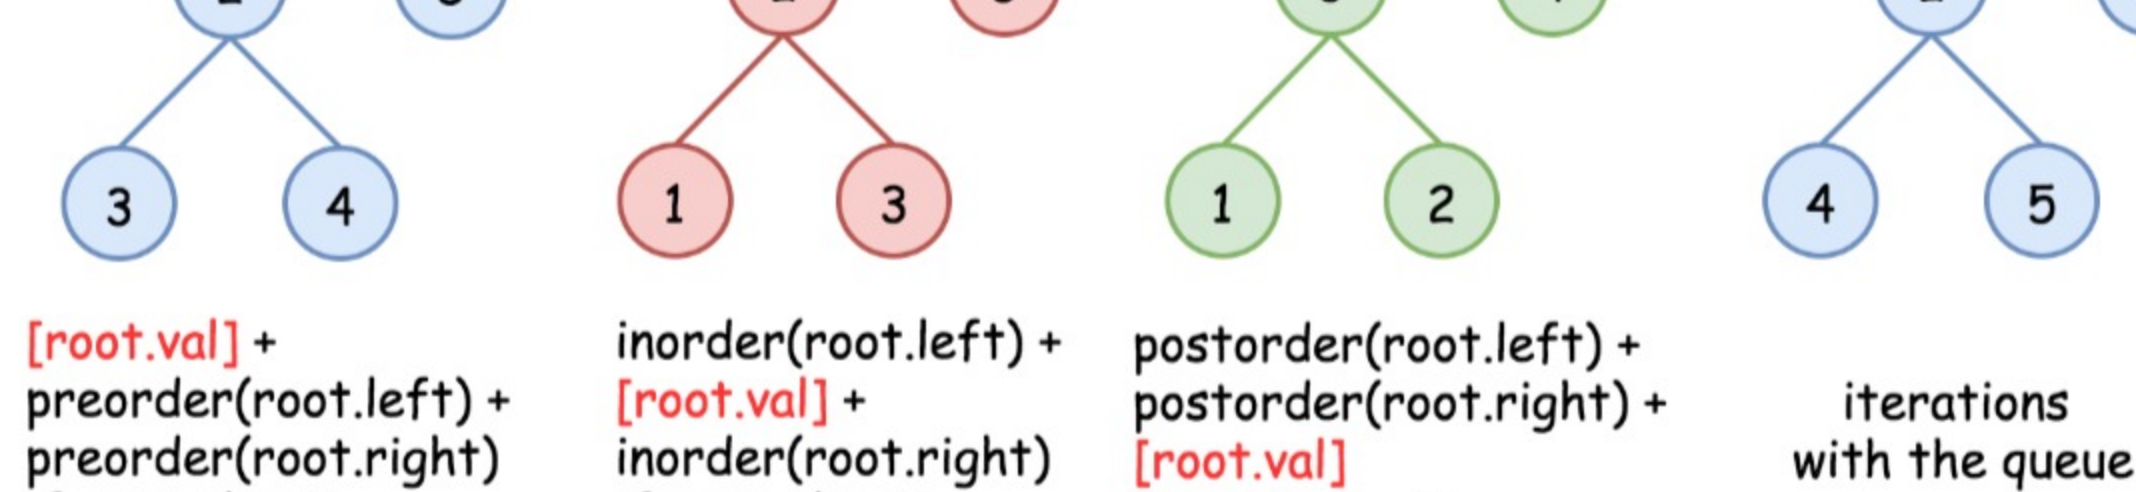 3 4 1 3 1 2 4 5
[root.val] +
preorder(root.left) +
preorder(root.right)
inorder(root.left) +
[root.val] +
inorder(root.right)
postorder(root.left) +
postorder(root.right) +
[root.val]
iterations
with the queue